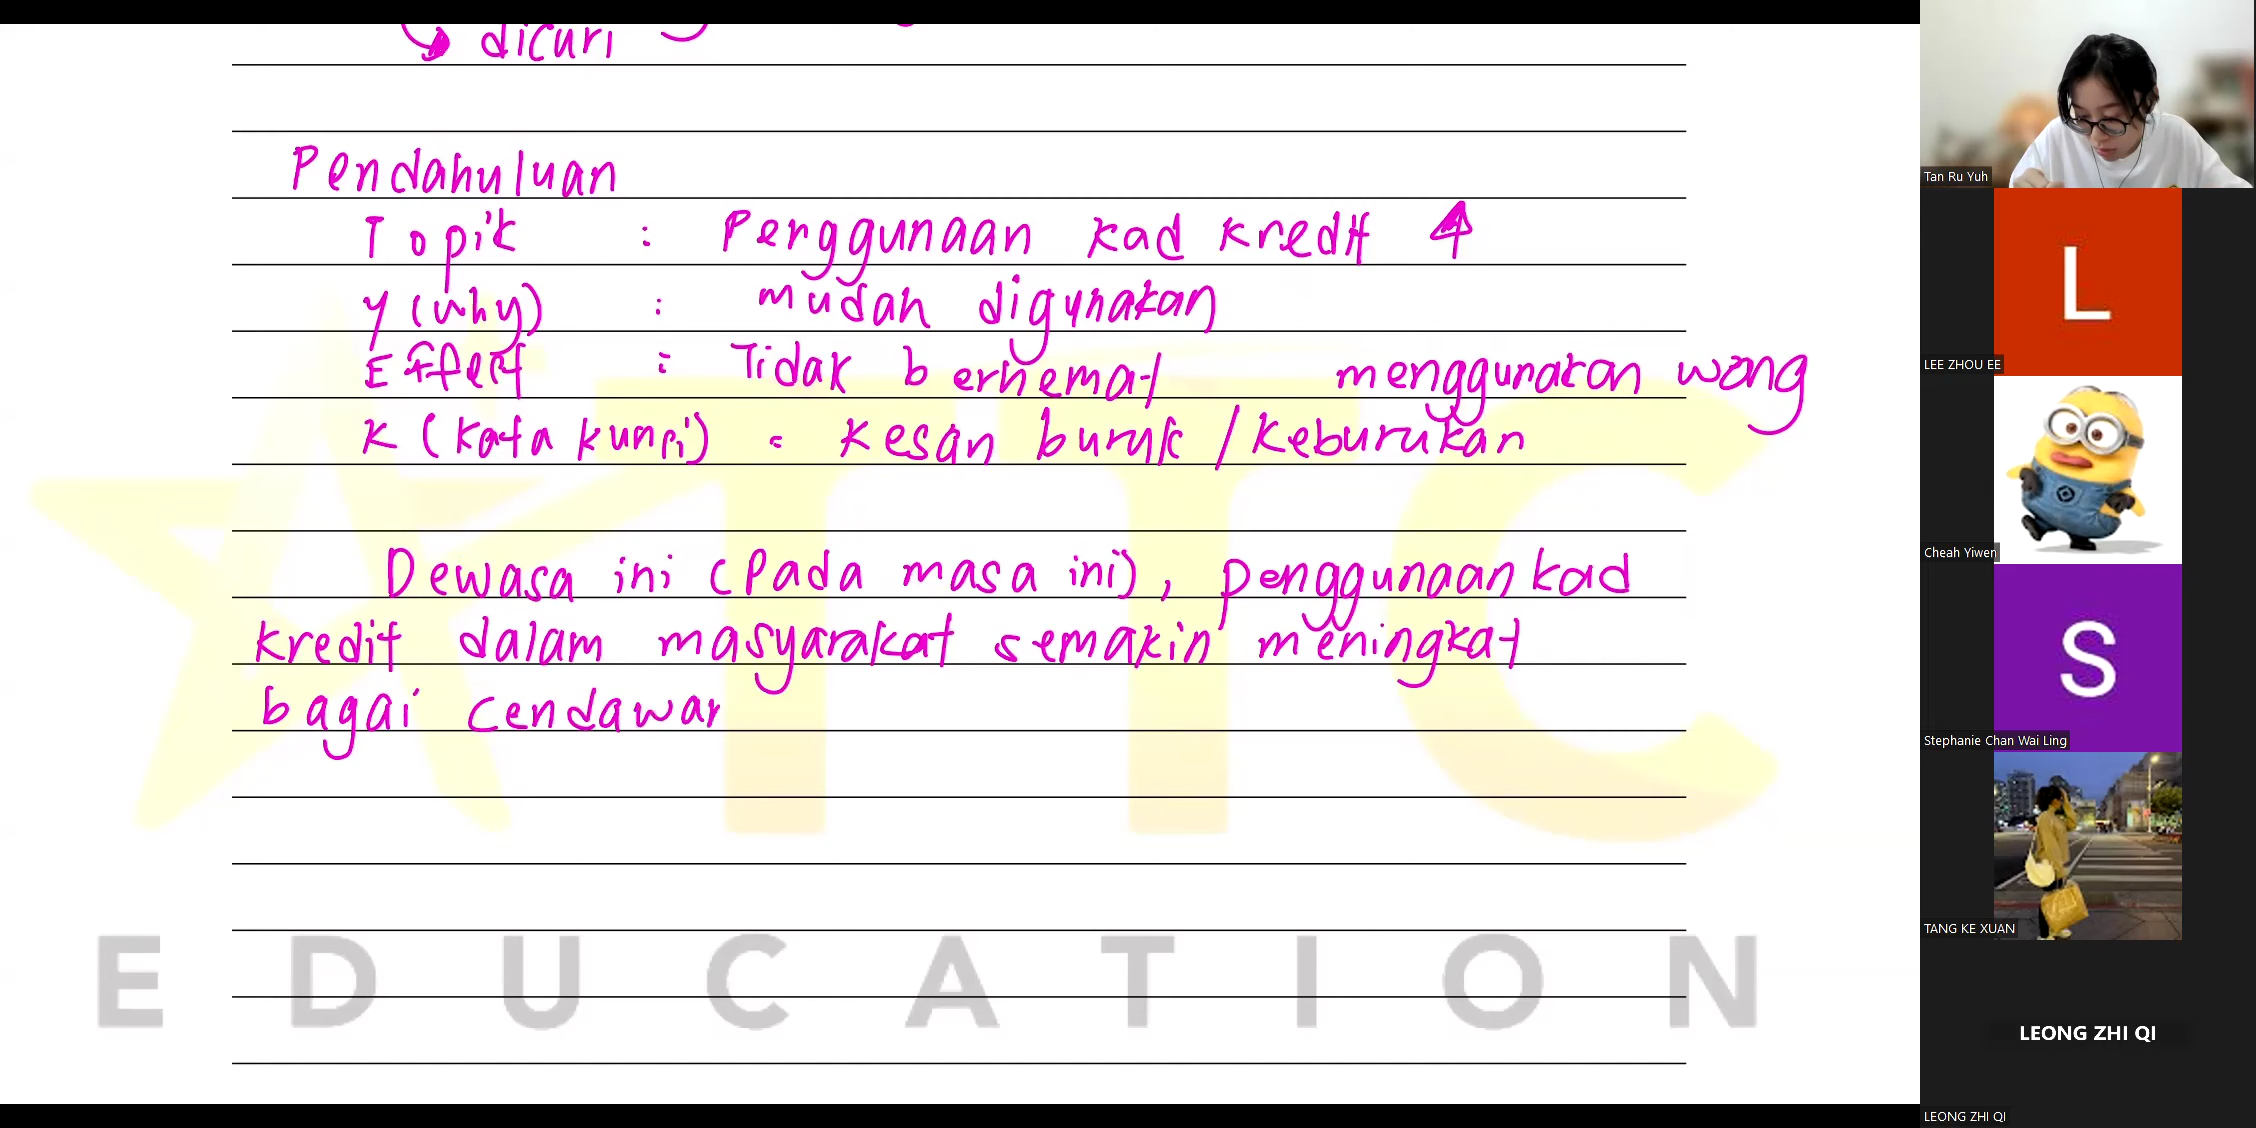 dicuri
Pendahuluan
Topik : Penggunaan kad kredit
Y (why) : mudah digunakan
Effect : Tidak berhemat menggunakan wang
K (kata kunci) = kesan buruk / keburukan
Dewasa ini (Pada masa ini), penggunaan kad
kredit dalam masyarakat semakin meningkat
bagai cendawan
TTC
EDUCATION
Tan Ru Yuh
L
LEE ZHOU EE
Cheah Yiwen
S
Stephanie Chan Wai Ling
TANG KE XUAN
LEONG ZHI QI
LEONG ZHI QI